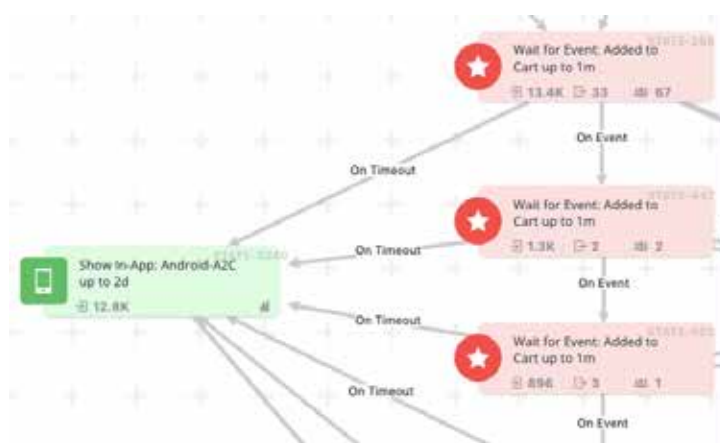 Wait for Event: Added to
Cart up to 1m
13.4K 33 67
On Event
On Timeout
Wait for Event: Added to
Cart up to 1m
1.3K 2 2
On Timeout
Show In-App: Android-A2C
up to 2d
12.8K
On Event
On Timeout
Wait for Event: Added to
Cart up to 1m
896 3 1
On Timeout
On Event